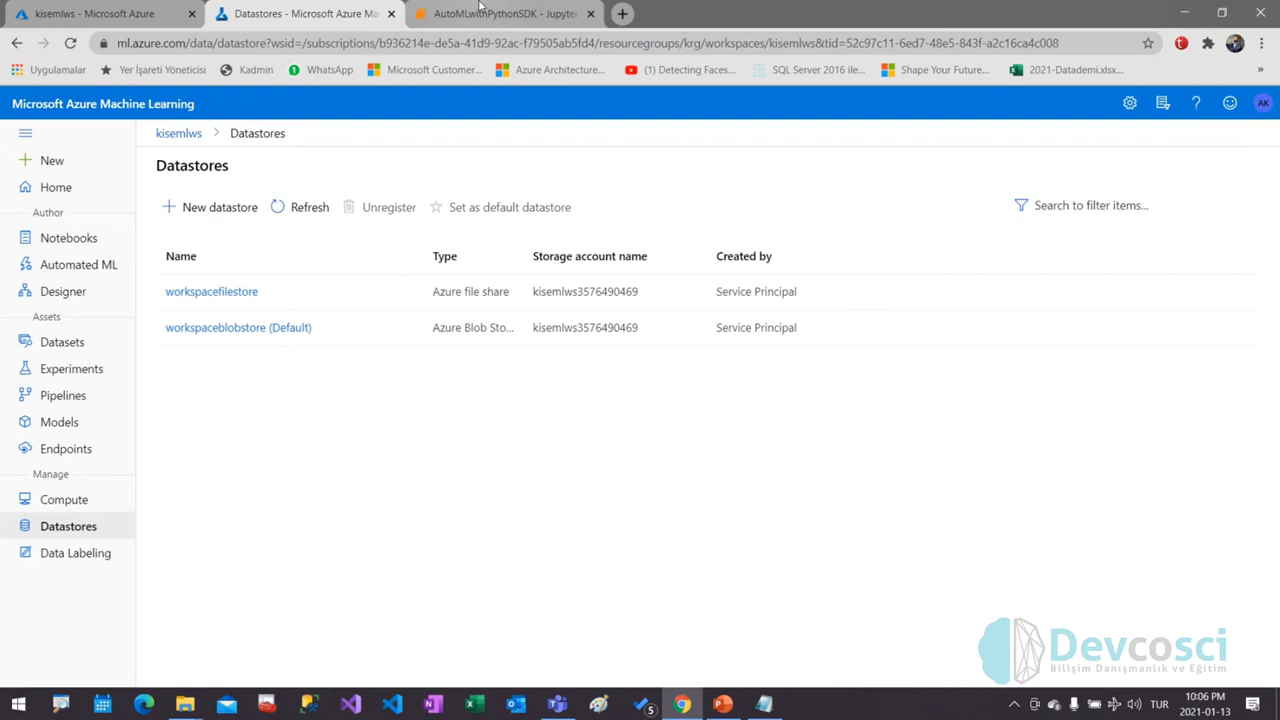 kisemlws - Microsoft Azure
Datastores - Microsoft Azure Ma
AutoMLwithPythonSDK - Jupyte
ml.azure.com/data/datastore?wsid=/subscriptions/b936214e-de5a-41d9-92ac-f79505ab5fd4/resourcegroups/krg/workspaces/kisemlws&tid=52c97c11-6ed7-48e5-843f-a2c16ca4c008
Uygulamalar
Yer İşareti Yöneticisi
Kadmin
WhatsApp
Microsoft Customer...
Azure Architecture...
(1) Detecting Faces...
SQL Server 2016 ile...
Shape Your Future...
2021-Datademi.xlsx...
Microsoft Azure Machine Learning
AK
New
Home
Author
Notebooks
Automated ML
Designer
Assets
Datasets
Experiments
Pipelines
Models
Endpoints
Manage
Compute
Datastores
Data Labeling
kisemlws > Datastores
Datastores
New datastore
Refresh
Unregister
Set as default datastore
Search to filter items...
Name Type Storage account name Created by
workspacefilestore Azure file share kisemlws3576490469 Service Principal
workspaceblobstore (Default) Azure Blob Sto... kisemlws3576490469 Service Principal
Devcosci
Bilişim Danışmanlık ve Eğitim
5
TUR
10:06 PM
2021-01-13